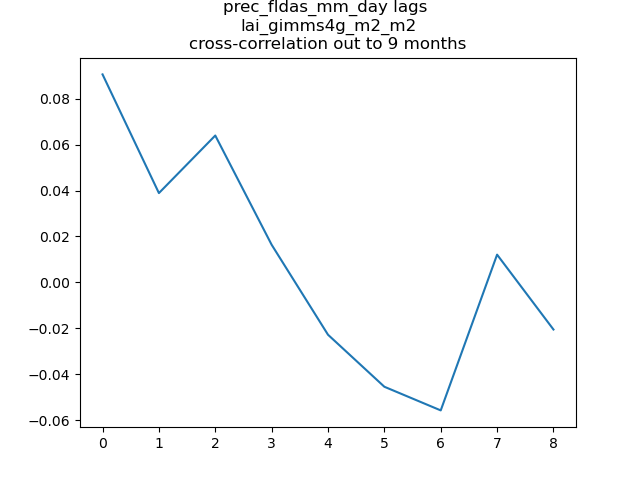 prec_fldas_mm_day lags
lai_gimms4g_m2_m2
cross-correlation out to 9 months
0.08
0.06
0.04
0.02
0.00
−0.02
−0.04
−0.06
0 1 2 3 4 5 6 7 8